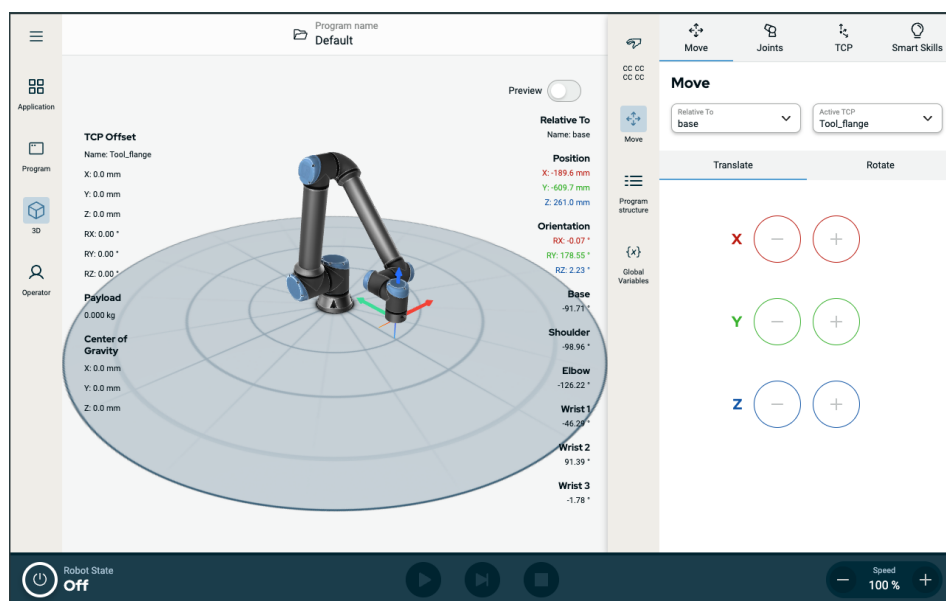 Program name
Default
Application
Program
3D
Operator
TCP Offset
Name: Tool_flange
X: 0.0 mm
Y: 0.0 mm
Z: 0.0 mm
RX: 0.00 °
RY: 0.00 °
RZ: 0.00 °
Payload
0.000 kg
Center of
Gravity
X: 0.0 mm
Y: 0.0 mm
Z: 0.0 mm
Preview
Relative To
Name: base
Position
X: -189.6 mm
Y: -609.7 mm
Z: 261.0 mm
Orientation
RX: -0.07 °
RY: 178.55 °
RZ: 2.23 °
Base
-91.71 °
Shoulder
-98.96 °
Elbow
-126.22 °
Wrist 1
-46.29 °
Wrist 2
91.39 °
Wrist 3
-1.78 °
CC CC
CC CC
Move
Program
structure
{x}
Global
Variables
Move
Joints
TCP
Smart Skills
Move
Relative To
base
Active TCP
Tool_flange
Translate
Rotate
X − +
Y − +
Z − +
Robot State
Off
Speed
− 100 % +